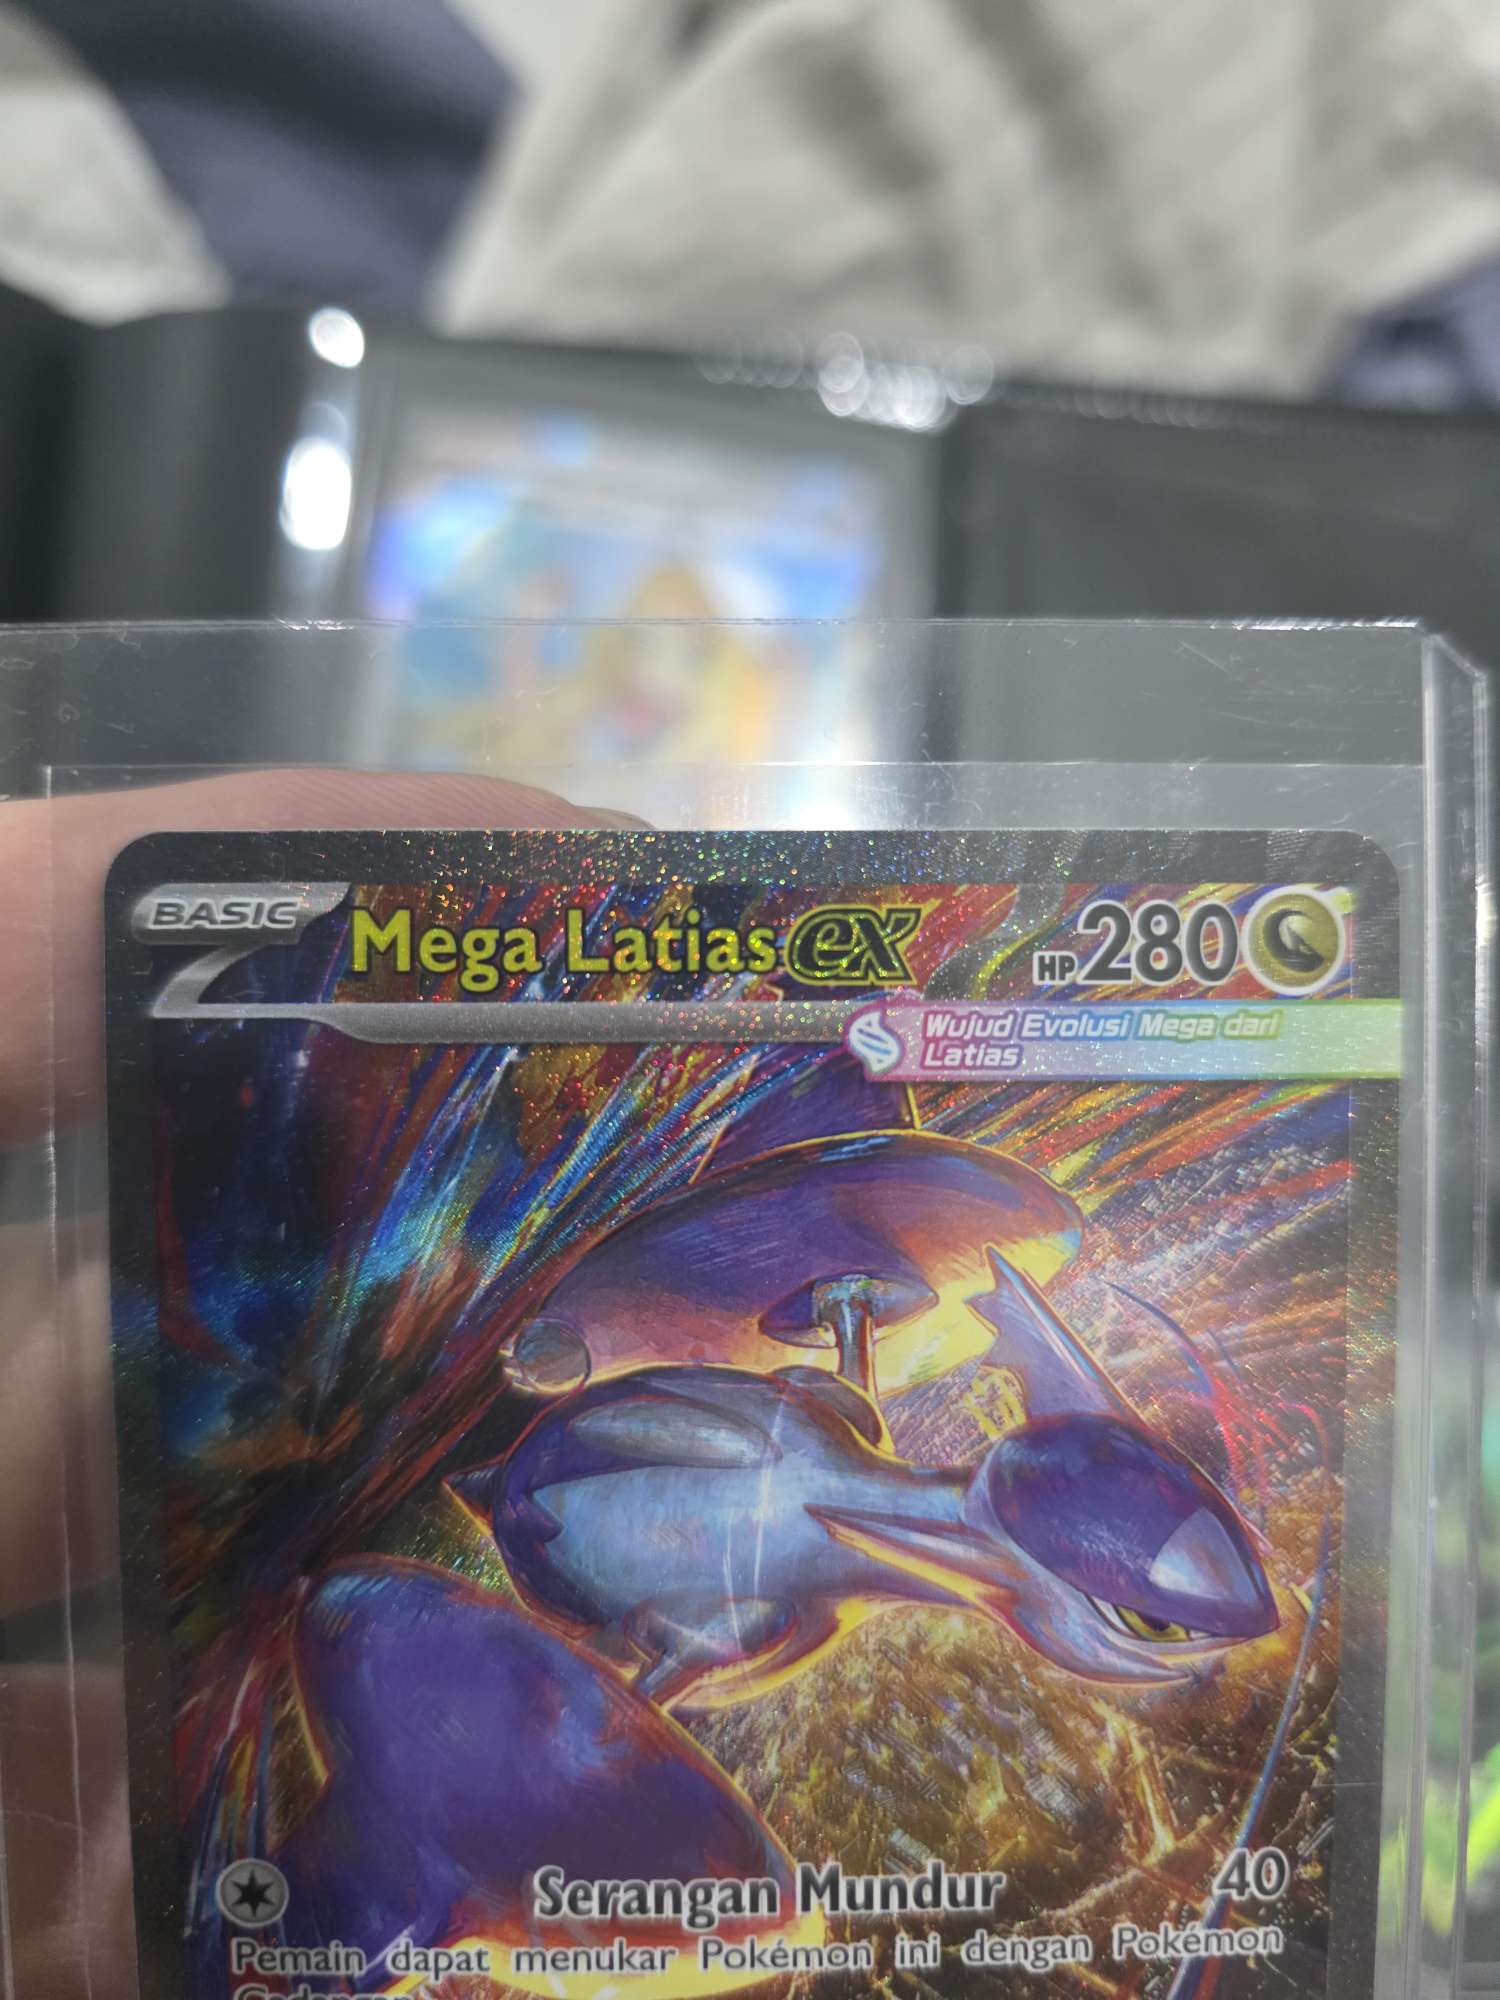 BASIC
Mega Latias ex
HP 280
Wujud Evolusi Mega dari
Latias
Serangan Mundur 40
Pemain dapat menukar Pokémon ini dengan Pokémon
Cadangan